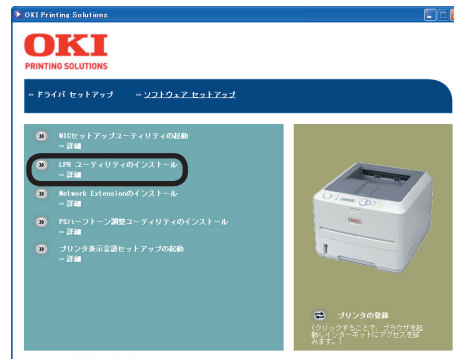 OKI Printing Solutions
OKI
PRINTING SOLUTIONS
» ドライバ セットアップ » ソフトウェア セットアップ
NICセットアップユーティリティの起動
» 詳細
LPR ユーティリティのインストール
» 詳細
Network Extensionのインストール
» 詳細
PSハーフトーン調整ユーティリティのインストール
» 詳細
プリンタ表示言語セットアップの起動
» 詳細
プリンタの登録
(クリックすることで、ブラウザを起
動しインターネットにアクセスを試
みます。)